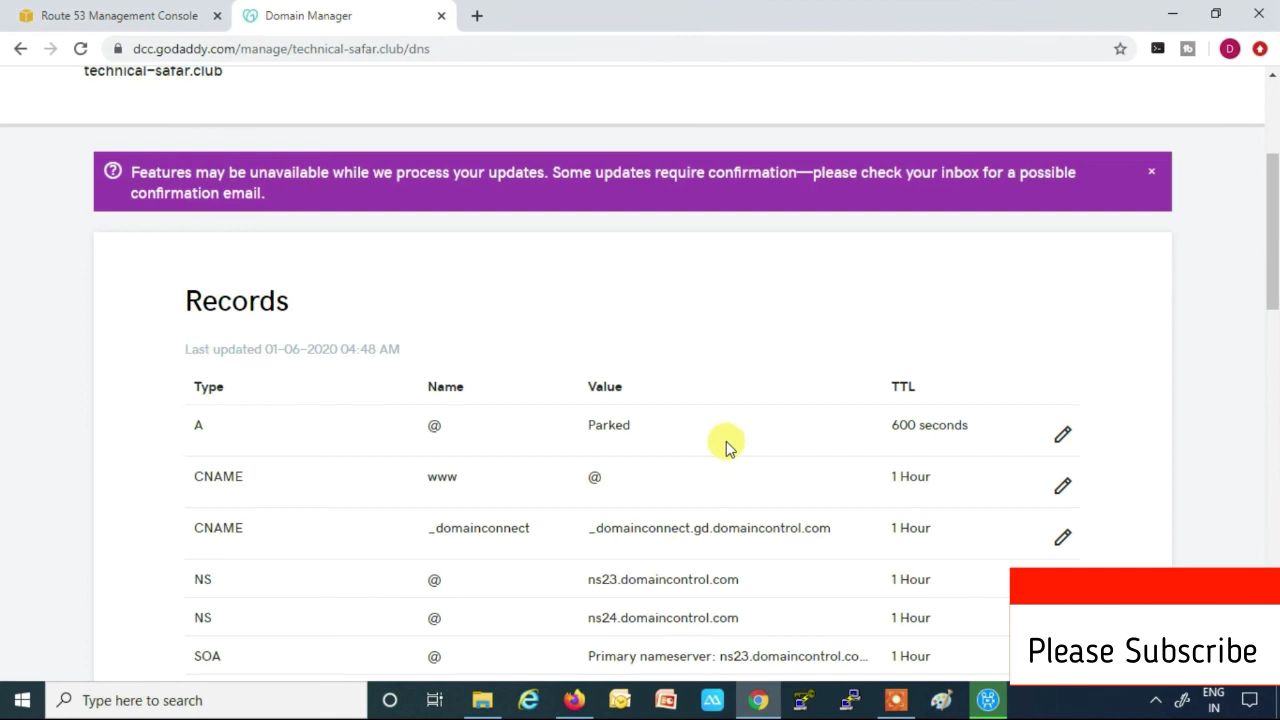 Route 53 Management Console
Domain Manager
dcc.godaddy.com/manage/technical-safar.club/dns
D
technical-safar.club
Features may be unavailable while we process your updates. Some updates require confirmation—please check your inbox for a possible
confirmation email.
Records
Last updated 01-06-2020 04:48 AM
Type Name Value TTL
A @ Parked 600 seconds
CNAME www @ 1 Hour
CNAME _domainconnect _domainconnect.gd.domaincontrol.com 1 Hour
NS @ ns23.domaincontrol.com 1 Hour
NS @ ns24.domaincontrol.com 1 Hour
SOA @ Primary nameserver: ns23.domaincontrol.co... 1 Hour
Please Subscribe
Type here to search
ENG
IN